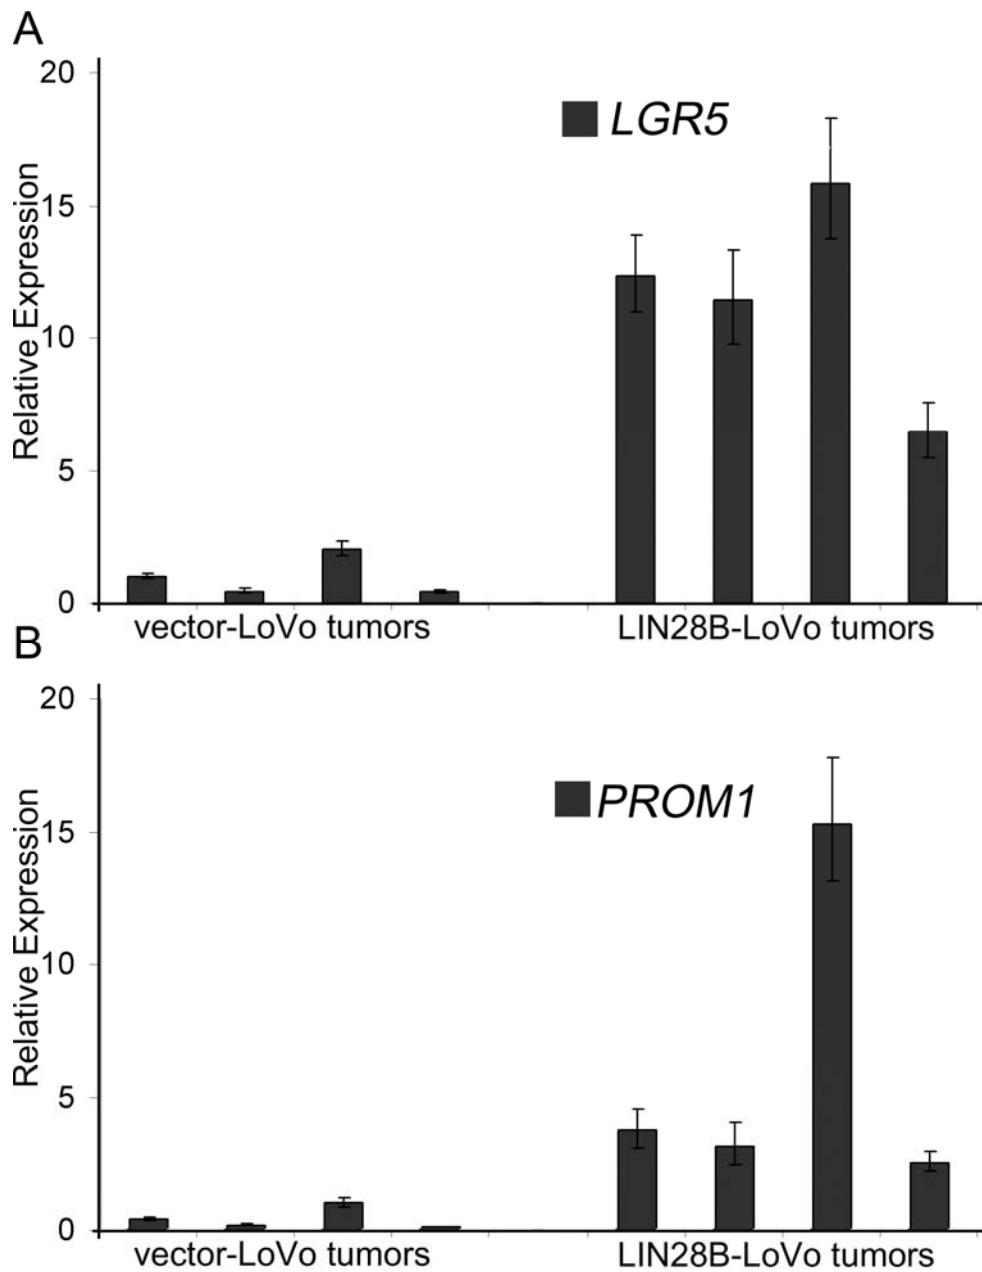 A
20
LGR5
15
Relative Expression
10
5
0
vector-LoVo tumors
LIN28B-LoVo tumors
B
20
PROM1
15
Relative Expression
10
5
0
vector-LoVo tumors
LIN28B-LoVo tumors